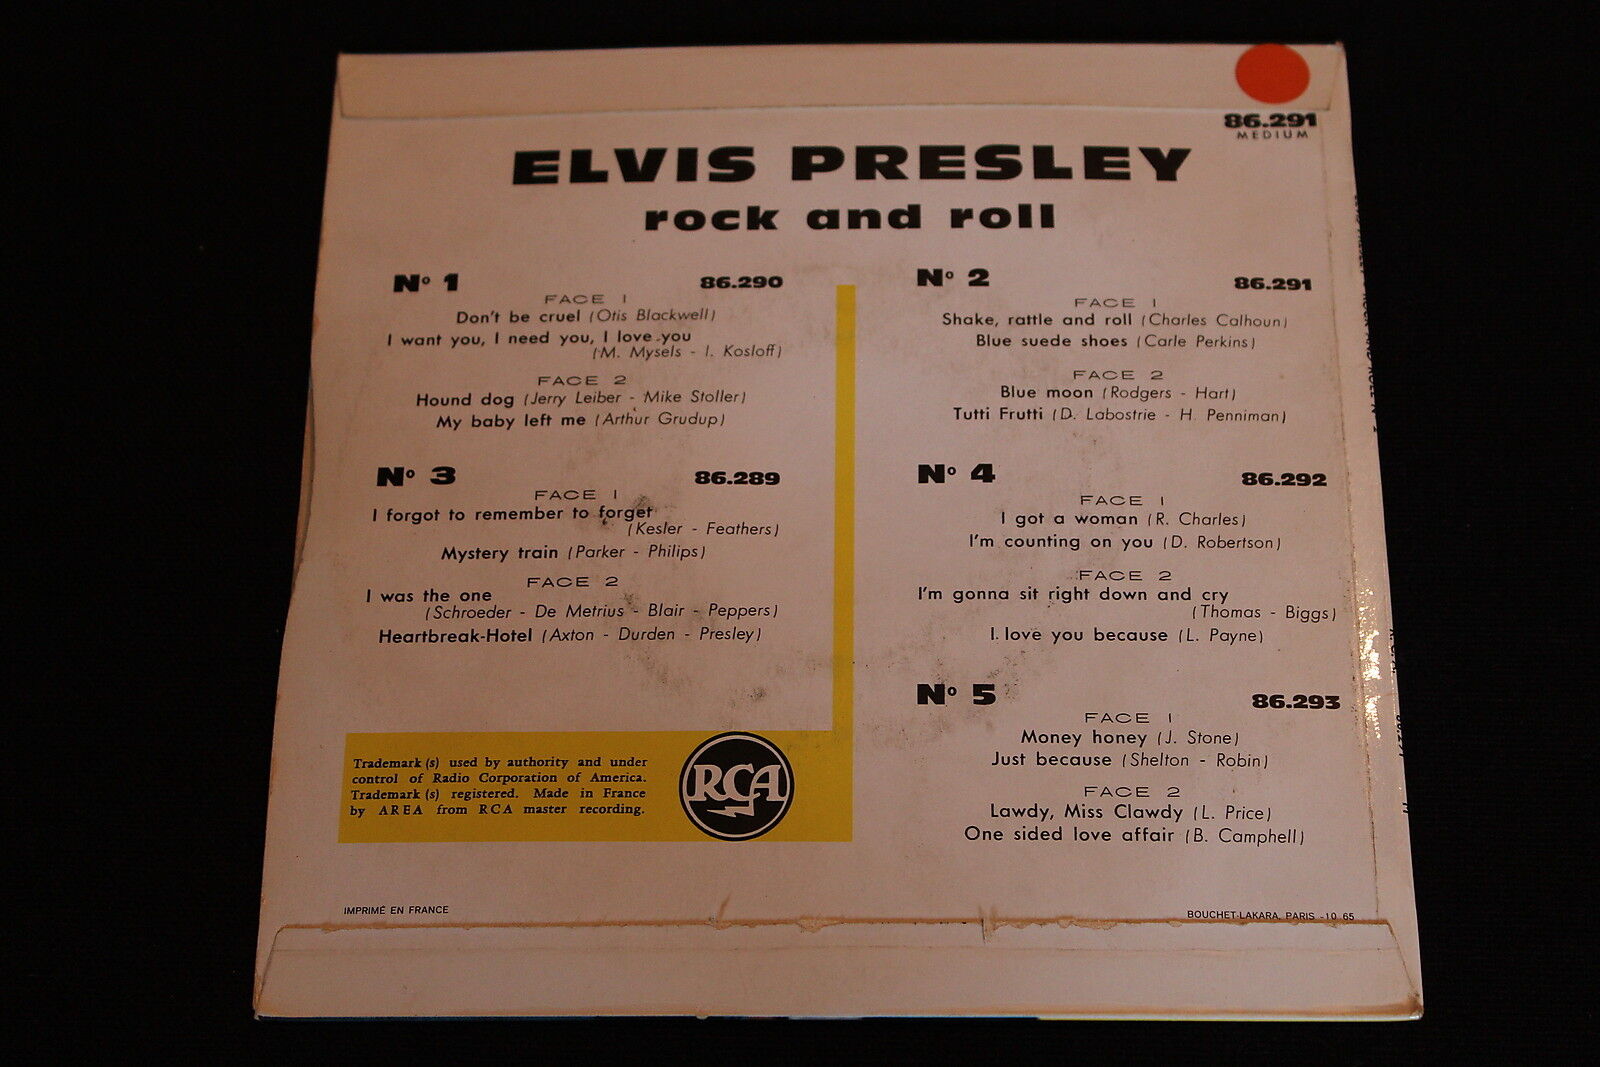 86.291
MEDIUM
ELVIS PRESLEY
rock and roll
Nº 1 86.290
FACE 1
Don't be cruel (Otis Blackwell)
I want you, I need you, I love you
(M. Mysels - I. Kosloff)
FACE 2
Hound dog (Jerry Leiber - Mike Stoller)
My baby left me (Arthur Grudup)
Nº 2 86.291
FACE 1
Shake, rattle and roll (Charles Calhoun)
Blue suede shoes (Carle Perkins)
FACE 2
Blue moon (Rodgers - Hart)
Tutti Frutti (D. Labostrie - H. Penniman)
Nº 3 86.289
FACE 1
I forgot to remember to forget
(Kesler - Feathers)
Mystery train (Parker - Philips)
FACE 2
I was the one
(Schroeder - De Metrius - Blair - Peppers)
Heartbreak-Hotel (Axton - Durden - Presley)
Nº 4 86.292
FACE 1
I got a woman (R. Charles)
I'm counting on you (D. Robertson)
FACE 2
I'm gonna sit right down and cry
(Thomas - Biggs)
I love you because (L. Payne)
Nº 5 86.293
FACE 1
Money honey (J. Stone)
Just because (Shelton - Robin)
FACE 2
Lawdy, Miss Clawdy (L. Price)
One sided love affair (B. Camphell)
Trademark (s) used by authority and under
control of Radio Corporation of America.
Trademark (s) registered. Made in France
by AREA from RCA master recording.
RCA
IMPRIMÉ EN FRANCE
BOUCHET-LAKARA, PARIS -10 65